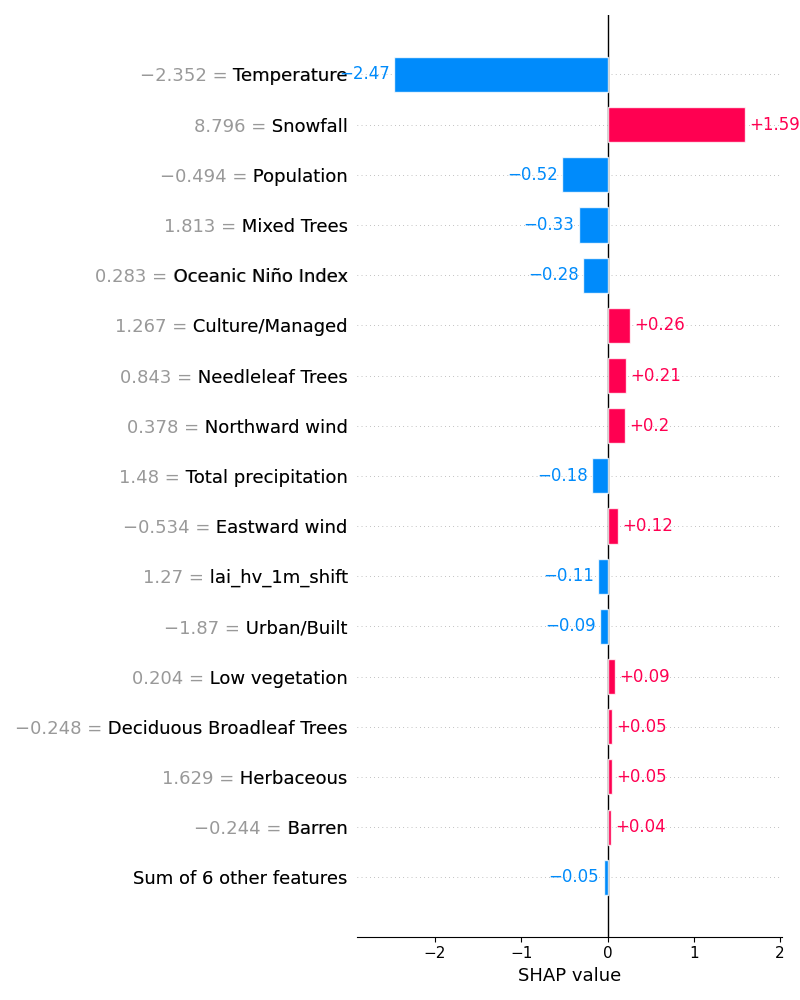 −2.352 = Temperature −2.47
8.796 = Snowfall +1.59
−0.494 = Population −0.52
1.813 = Mixed Trees −0.33
0.283 = Oceanic Niño Index −0.28
1.267 = Culture/Managed +0.26
0.843 = Needleleaf Trees +0.21
0.378 = Northward wind +0.2
1.48 = Total precipitation −0.18
−0.534 = Eastward wind +0.12
1.27 = lai_hv_1m_shift −0.11
−1.87 = Urban/Built −0.09
0.204 = Low vegetation +0.09
−0.248 = Deciduous Broadleaf Trees +0.05
1.629 = Herbaceous +0.05
−0.244 = Barren +0.04
Sum of 6 other features −0.05
−2 −1 0 1 2
SHAP value